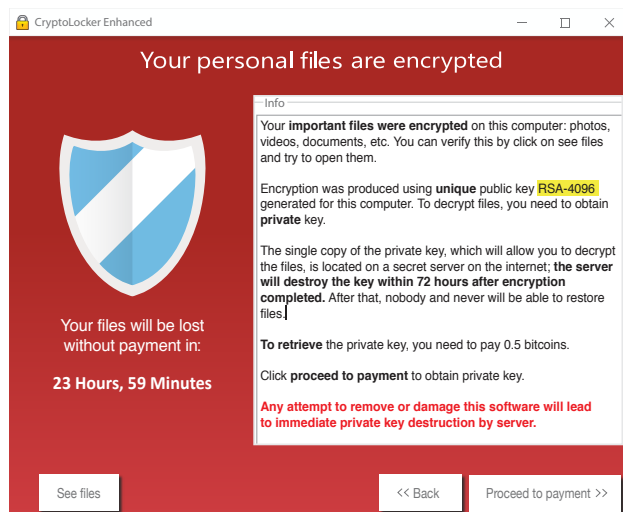 CryptoLocker Enhanced
Your personal files are encrypted
Info
Your important files were encrypted on this computer: photos,
videos, documents, etc. You can verify this by click on see files
and try to open them.
Encryption was produced using unique public key RSA-4096
generated for this computer. To decrypt files, you need to obtain
private key.
The single copy of the private key, which will allow you to decrypt
the files, is located on a secret server on the internet; the server
will destroy the key within 72 hours after encryption
completed. After that, nobody and never will be able to restore
files.
To retrieve the private key, you need to pay 0.5 bitcoins.
Click proceed to payment to obtain private key.
Any attempt to remove or damage this software will lead
to immediate private key destruction by server.
Your files will be lost
without payment in:
23 Hours, 59 Minutes
See files
<< Back
Proceed to payment >>